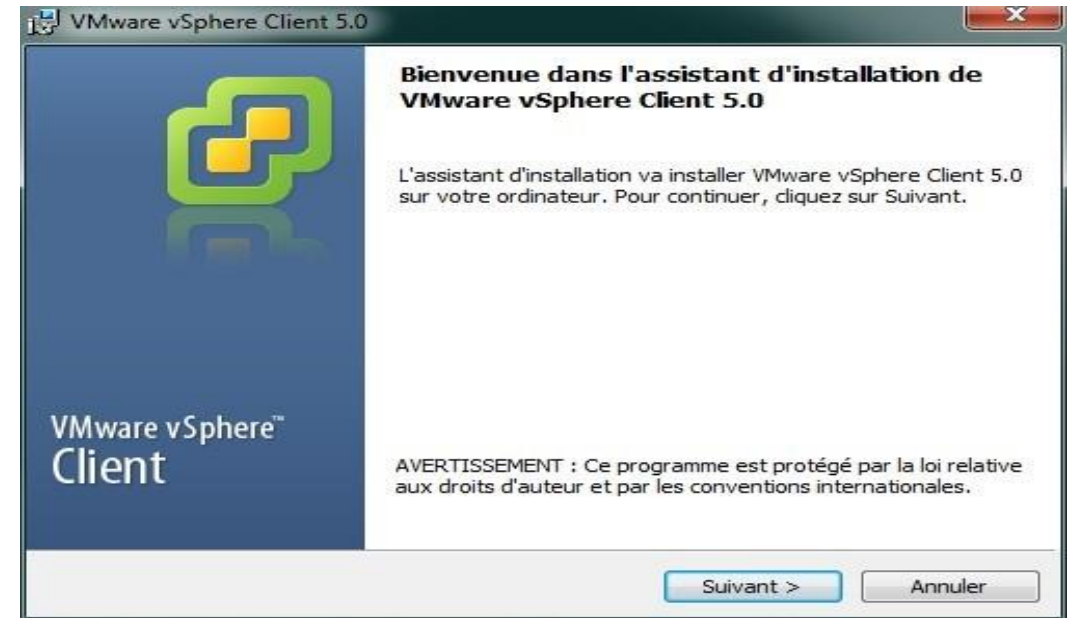 VMware vSphere Client 5.0
Bienvenue dans l'assistant d'installation de
VMware vSphere Client 5.0
L'assistant d'installation va installer VMware vSphere Client 5.0
sur votre ordinateur. Pour continuer, cliquez sur Suivant.
VMware vSphere™
Client
AVERTISSEMENT : Ce programme est protégé par la loi relative
aux droits d'auteur et par les conventions internationales.
Suivant >
Annuler